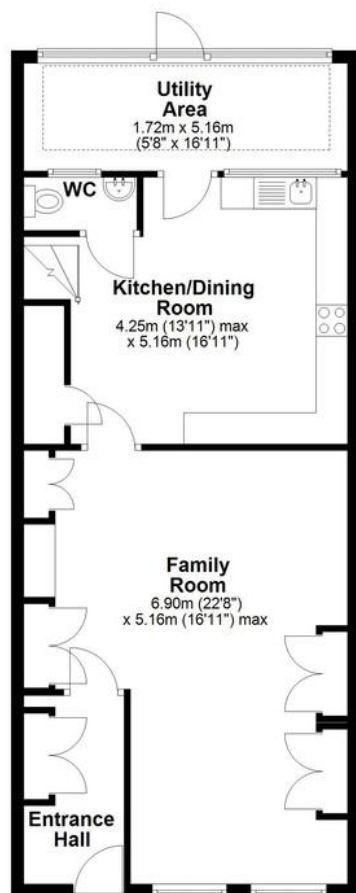 Utility
Area
1.72m x 5.16m
(5'8" x 16'11")
WC
Kitchen/Dining
Room
4.25m (13'11") max
x 5.16m (16'11")
Family
Room
6.90m (22'8")
x 5.16m (16'11") max
Entrance
Hall